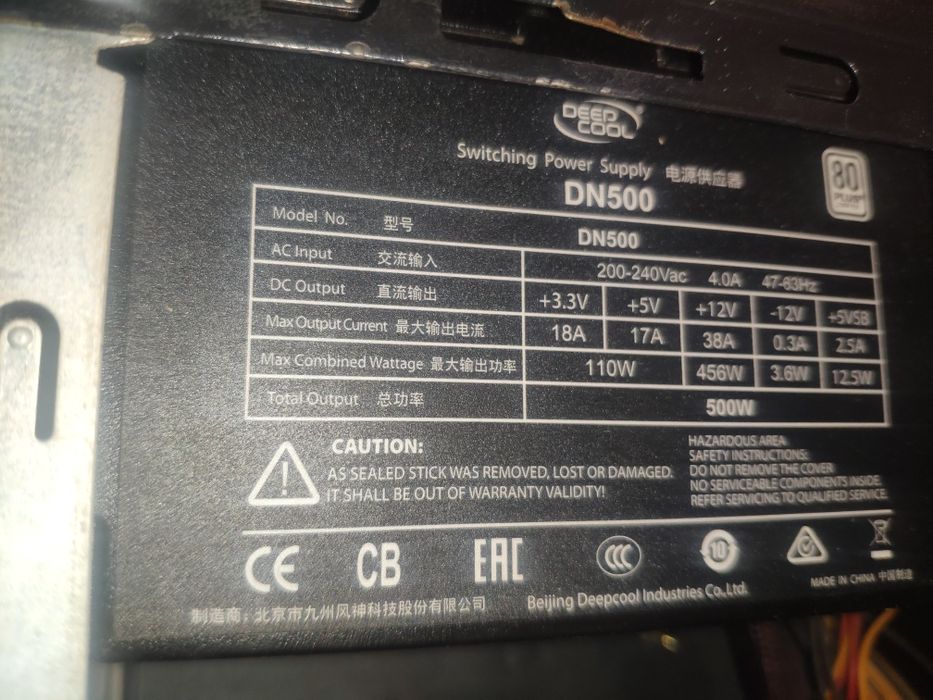 DEEP
COOL
Switching Power Supply 电源供应器
DN500
80
PLUS
Model No. 型号 DN500
AC Input 交流输入 200-240Vac 4.0A 47-63Hz
DC Output 直流输出 +3.3V +5V +12V -12V +5VSB
Max Output Current 最大输出电流 18A 17A 38A 0.3A 2.5A
Max Combined Wattage 最大输出功率 110W 456W 3.6W 12.5W
Total Output 总功率 500W
CAUTION:
AS SEALED STICK WAS REMOVED, LOST OR DAMAGED.
IT SHALL BE OUT OF WARRANTY VALIDITY!
HAZARDOUS AREA
SAFETY INSTRUCTIONS:
DO NOT REMOVE THE COVER
NO SERVICEABLE COMPONENTS INSIDE.
REFER SERVICING TO QUALIFIED SERVICE.
CE CB EAC CCC 10
MADE IN CHINA 中国制造
制造商：北京市九州风神科技股份有限公司 Beijing Deepcool Industries Co.,Ltd.